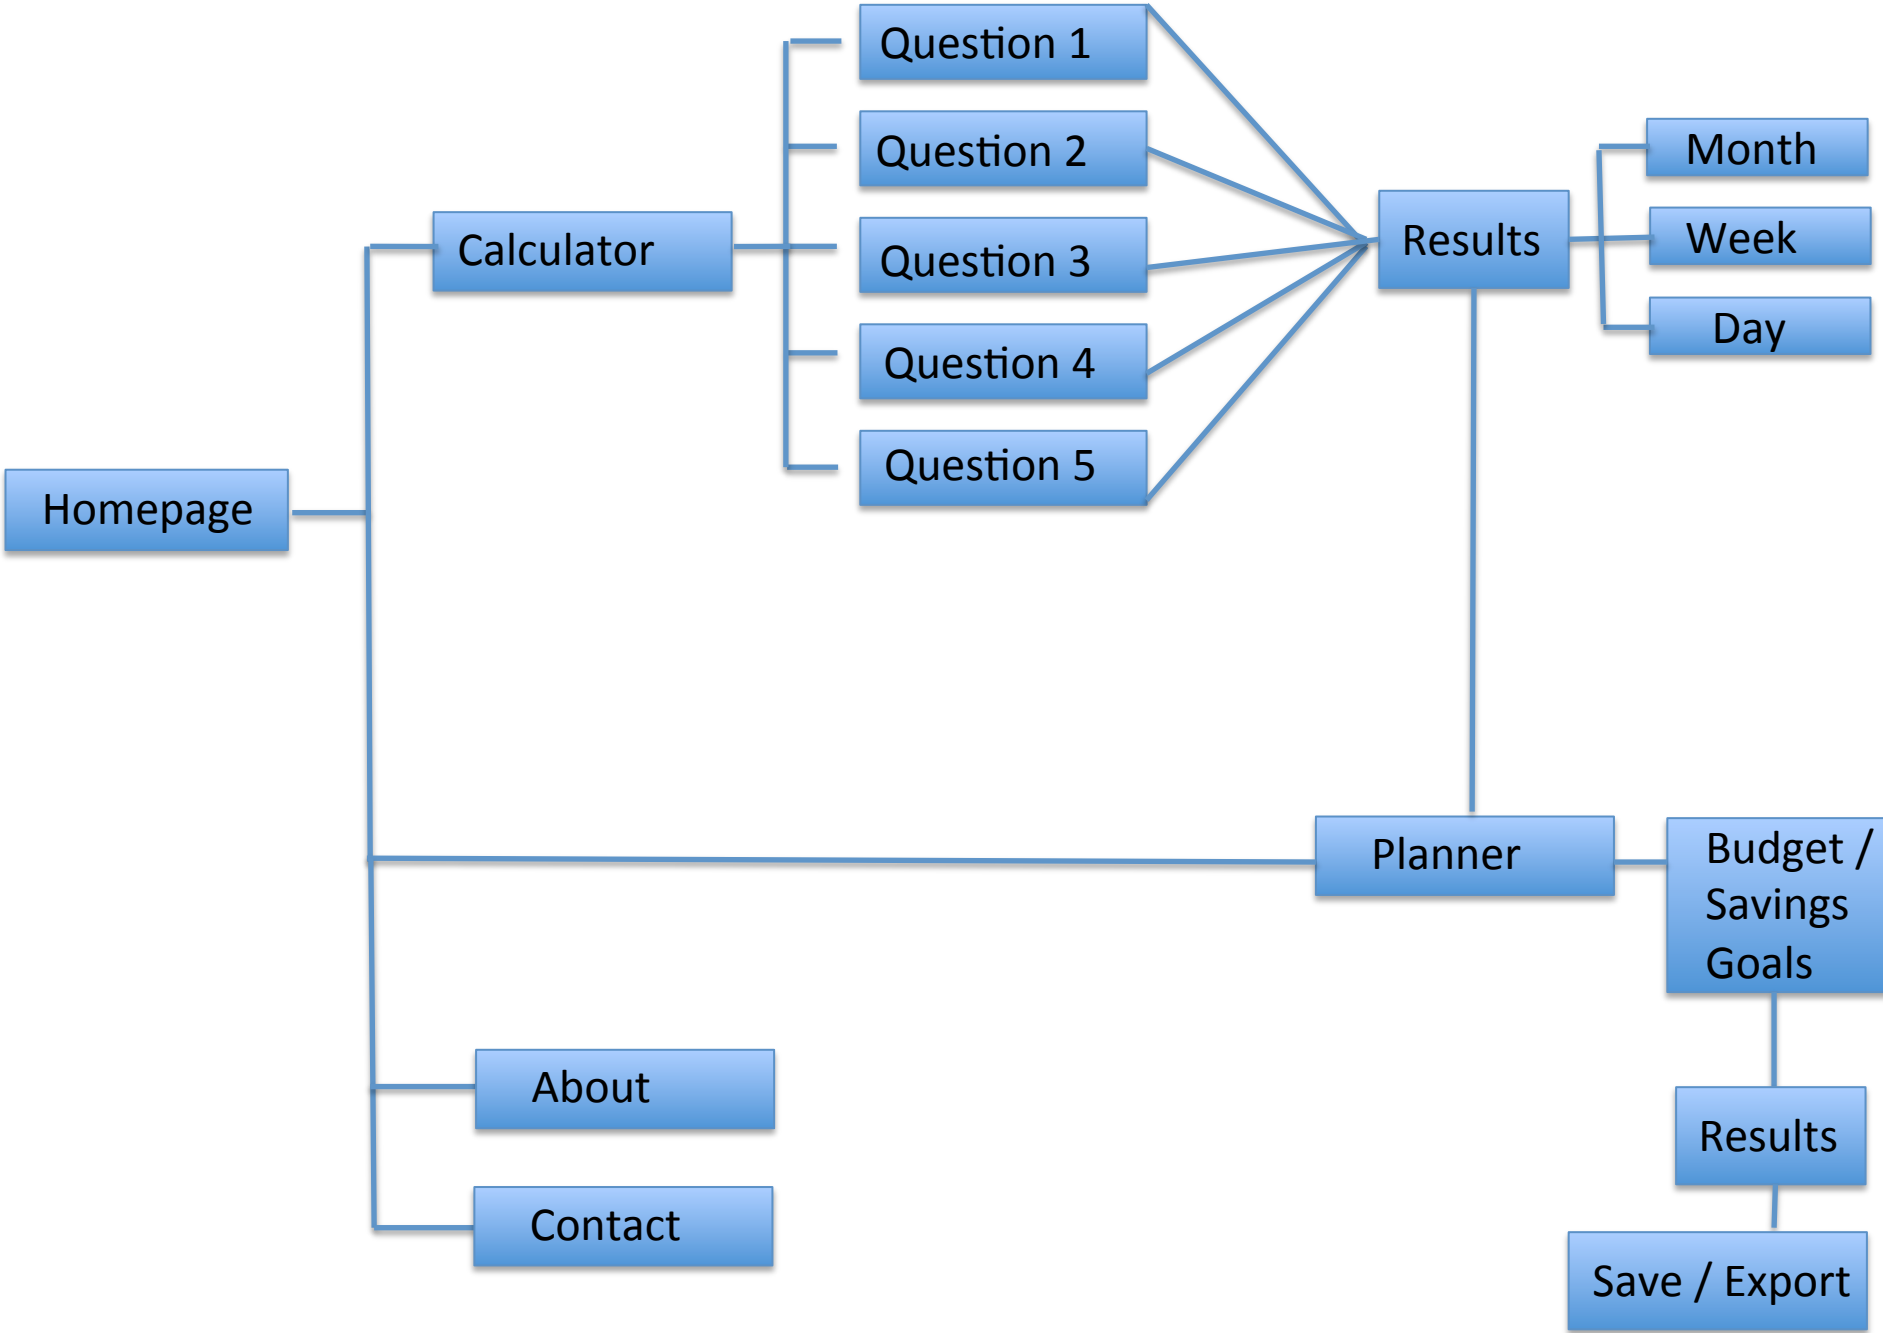 Homepage
Calculator
Question 1
Question 2
Question 3
Question 4
Question 5
Results
Month
Week
Day
Planner
Budget /
Savings
Goals
Results
Save / Export
About
Contact